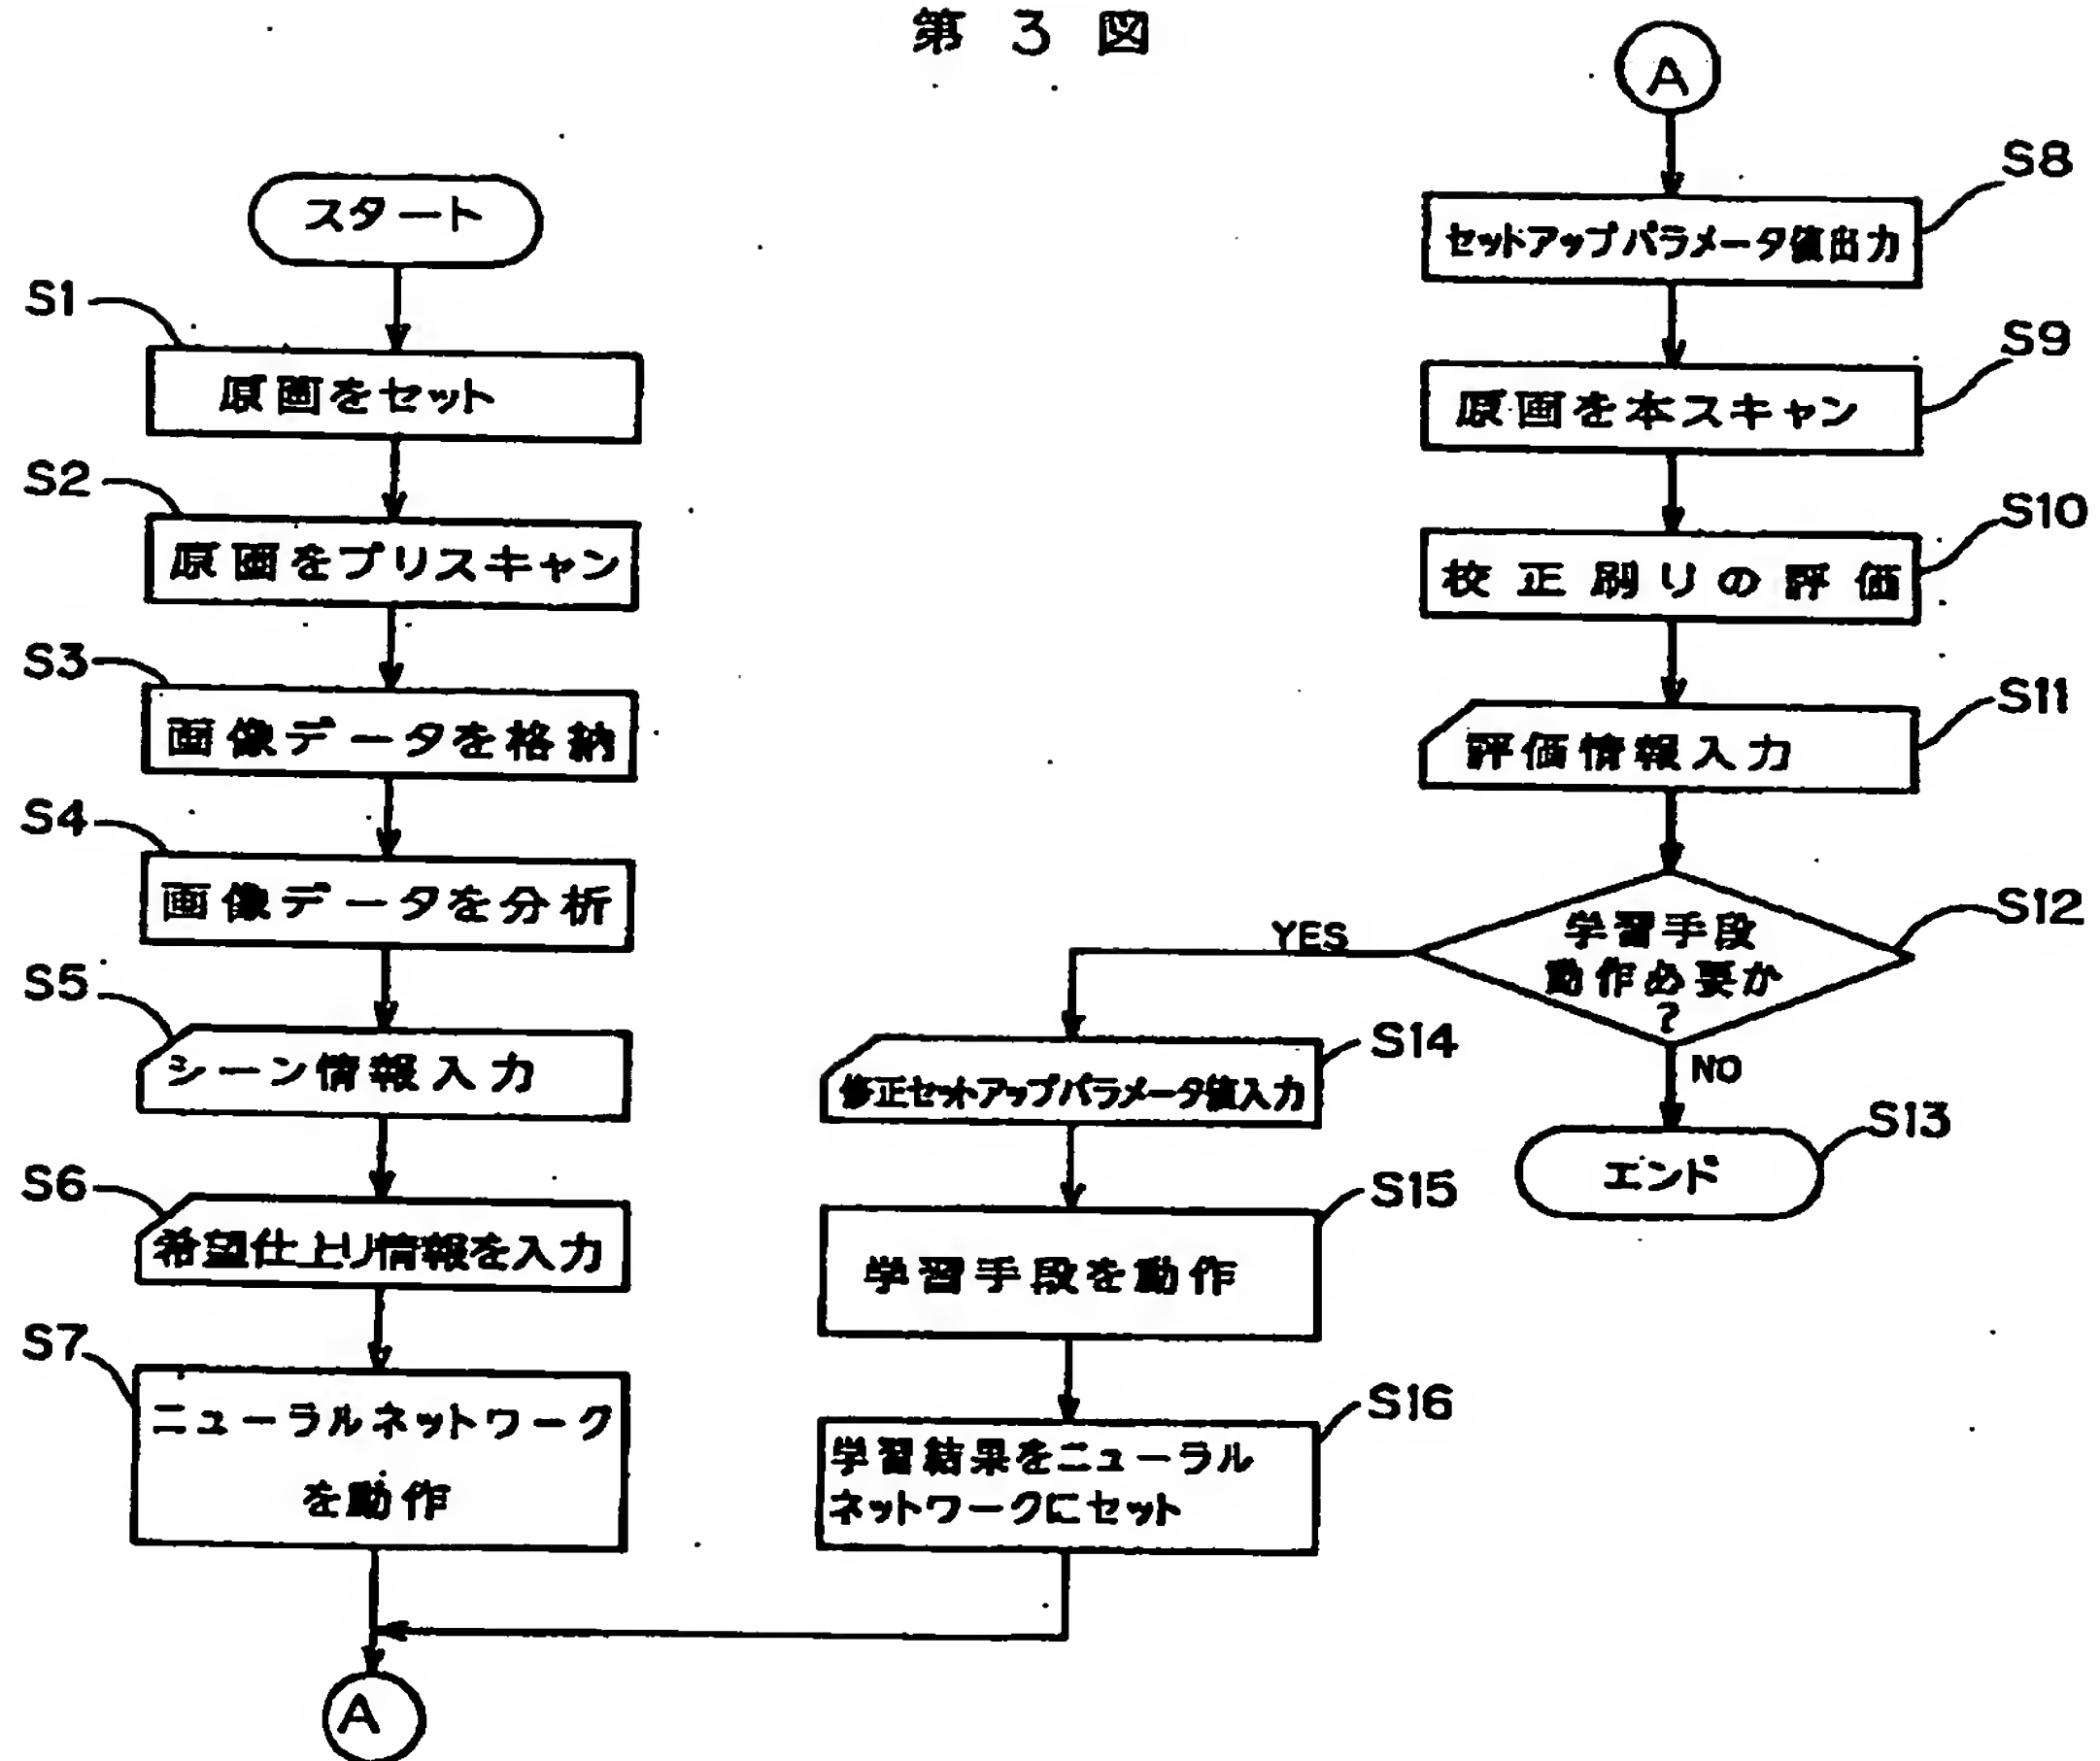 第 3 図
スタート
S1
原画をセット
S2
原画をプリスキャン
S3
画像データを格納
S4
画像データを分析
S5
シーン情報入力
S6
希望仕上り情報を入力
S7
ニューラルネットワーク
を動作
A
A
S8
セットアップパラメータ値出力
S9
原画を本スキャン
S10
校正刷りの評価
S11
評価情報入力
S12
学習手段
動作必要か
?
YES
NO
S13
エンド
S14
修正セットアップパラメータ値入力
S15
学習手段を動作
S16
学習結果をニューラル
ネットワークにセット